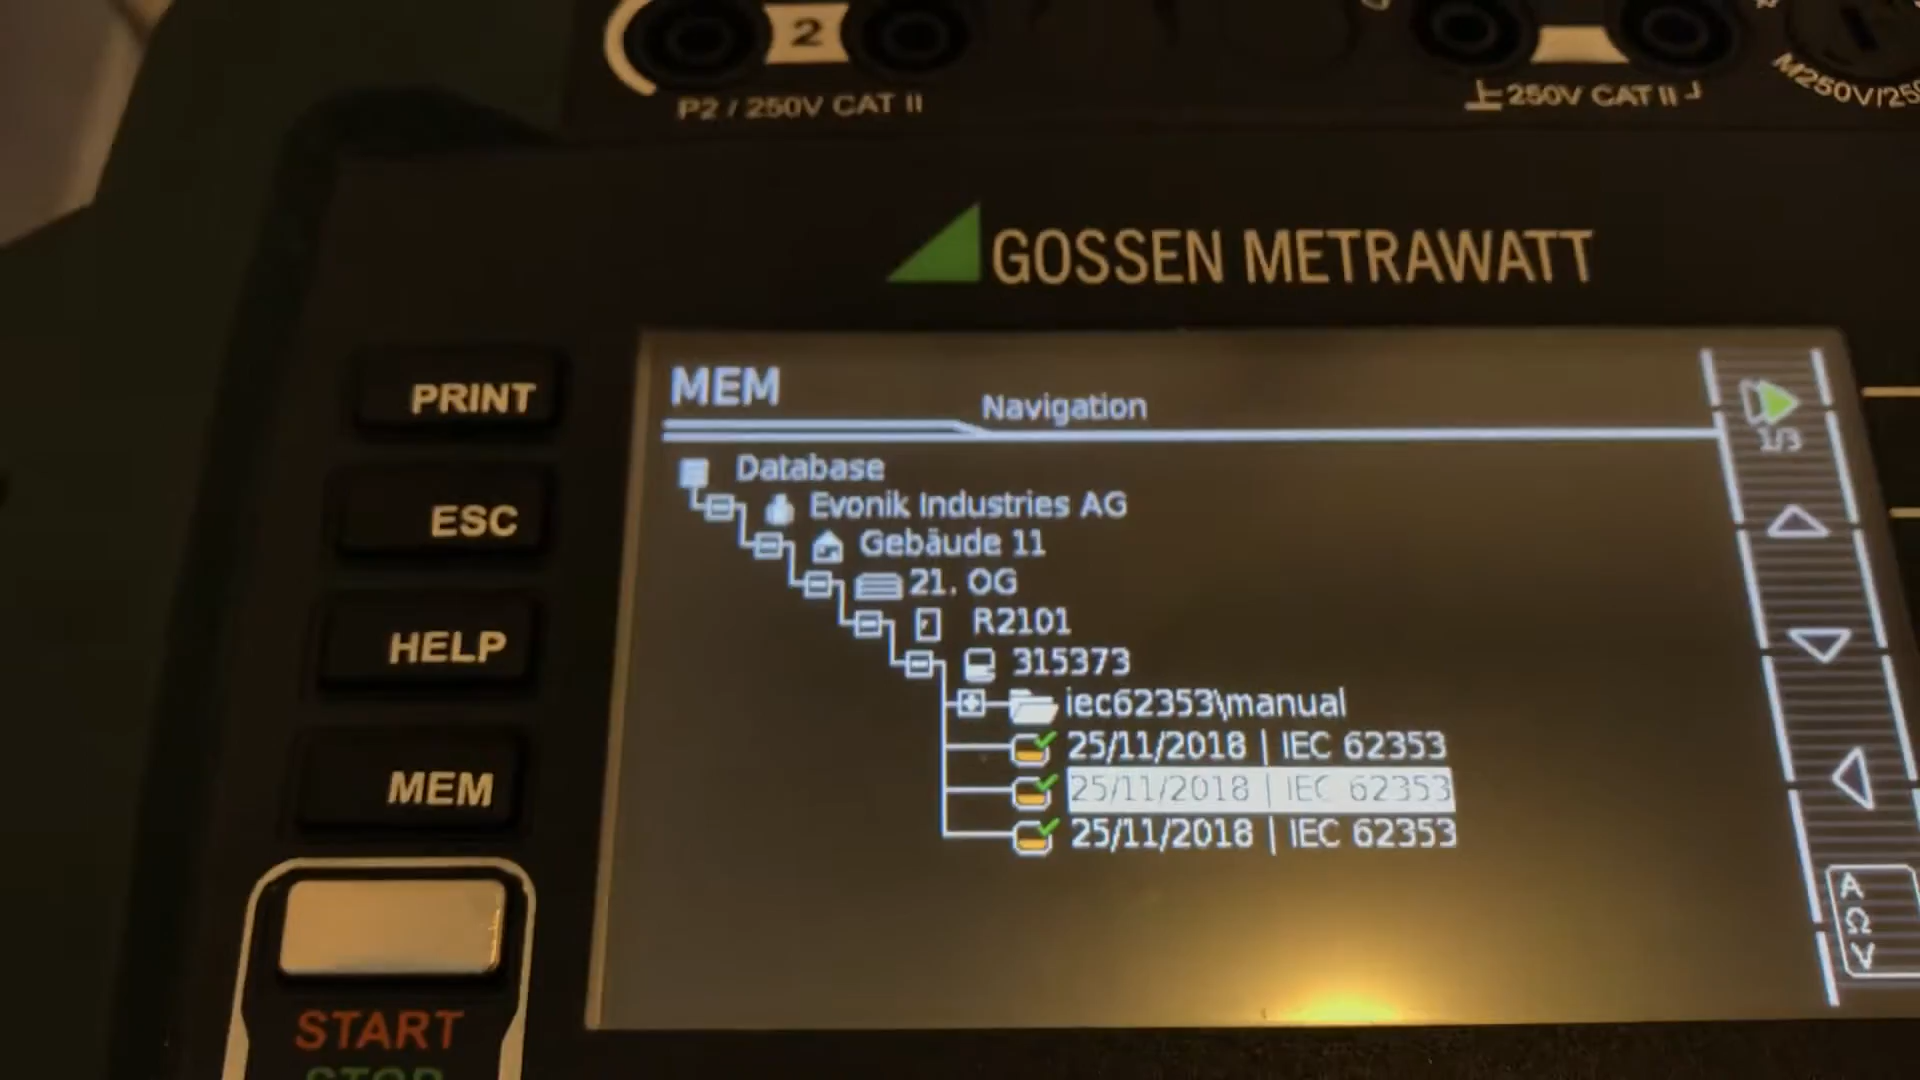 2
P2 / 250V CAT II
250V CAT II
M250V/25
GOSSEN METRAWATT
PRINT
ESC
HELP
MEM
START
STOP
MEM
Navigation
Database
Evonik Industries AG
Gebäude 11
21. OG
R2101
315373
iec62353\manual
25/11/2018 | IEC 62353
25/11/2018 | IEC 62353
25/11/2018 | IEC 62353
1/3
A
Ω
V